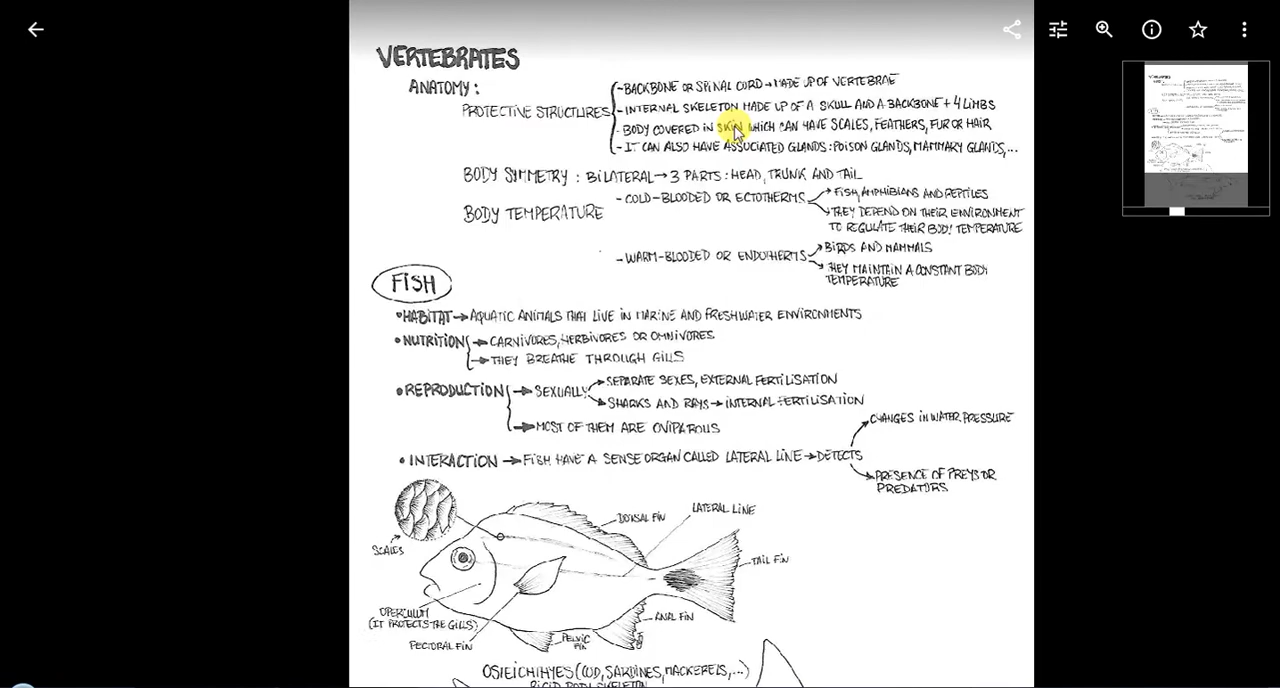 VERTEBRATES
ANATOMY:
PROTECTIVE STRUCTURES
- BACKBONE OR SPINAL CORD → MADE UP OF VERTEBRAE
- INTERNAL SKELETON MADE UP OF A SKULL AND A BACKBONE + 4 LIMBS
- BODY COVERED IN SKIN WHICH CAN HAVE SCALES, FEATHERS, FUR OR HAIR
- IT CAN ALSO HAVE ASSOCIATED GLANDS: POISON GLANDS, MAMMARY GLANDS,...
BODY SYMMETRY: BILATERAL → 3 PARTS: HEAD, TRUNK AND TAIL
BODY TEMPERATURE
- COLD-BLOODED OR ECTOTHERMS
FISH, AMPHIBIANS AND REPTILES
THEY DEPEND ON THEIR ENVIRONMENT
TO REGULATE THEIR BODY TEMPERATURE
- WARM-BLOODED OR ENDOTHERMS
BIRDS AND MAMMALS
THEY MAINTAIN A CONSTANT BODY
TEMPERATURE
FISH
• HABITAT → AQUATIC ANIMALS THAT LIVE IN MARINE AND FRESHWATER ENVIRONMENTS
• NUTRITION → CARNIVORES, HERBIVORES OR OMNIVORES.
→ THEY BREATHE THROUGH GILLS
• REPRODUCTION → SEXUALLY
SEPARATE SEXES, EXTERNAL FERTILISATION
SHARKS AND RAYS → INTERNAL FERTILISATION
→ MOST OF THEM ARE OVIPAROUS
• INTERACTION → FISH HAVE A SENSE ORGAN CALLED LATERAL LINE → DETECTS
CHANGES IN WATER PRESSURE
PRESENCE OF PREYS OR
PREDATORS
SCALES
DORSAL FIN
LATERAL LINE
TAIL FIN
OPERCULUM
(IT PROTECTS THE GILLS)
PECTORAL FIN
PELVIC
FIN
ANAL FIN
OSTEICHTHYES (COD, SARDINES, MACKERELS,...)
RIGID BODY SKELETON